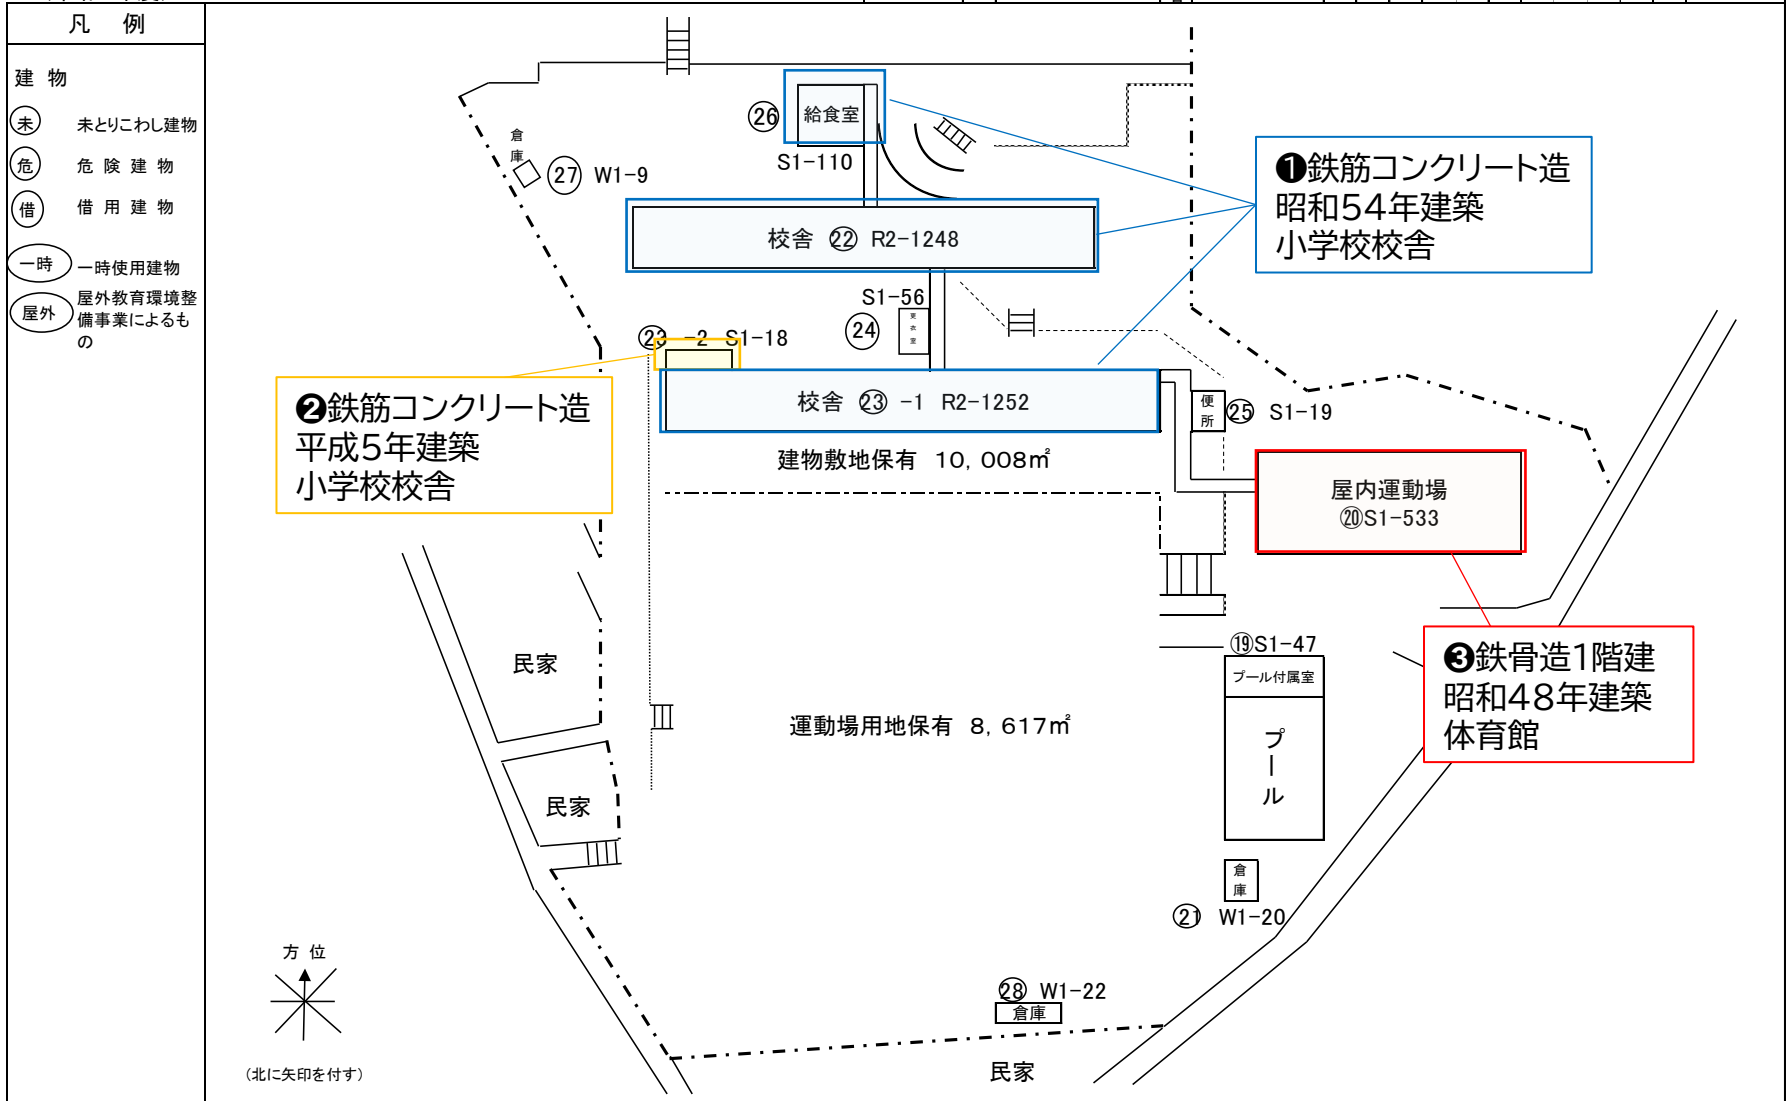 凡　例
建 物
未 未とりこわし建物
危 危 険 建 物
借 借 用 建 物
一時 一時使用建物
屋外 屋外教育環境整
備事業によるも
の
㉖ 給食室
S1-110
倉
庫
㉗ W1-9
校舎 ㉒ R2-1248
❶鉄筋コンクリート造
昭和54年建築
小学校校舎
S1-56
㉔ 更
衣
室
㉓ -2 S1-18
校舎 ㉓ -1 R2-1252
便
所
㉕ S1-19
❷鉄筋コンクリート造
平成5年建築
小学校校舎
建物敷地保有 10,008㎡
屋内運動場
⑳S1-533
❸鉄骨造1階建
昭和48年建築
体育館
⑲S1-47
プール付属室
プール
民家
運動場用地保有 8,617㎡
民家
倉
庫
㉑ W1-20
㉘ W1-22
倉庫
民家
方 位
(北に矢印を付す)